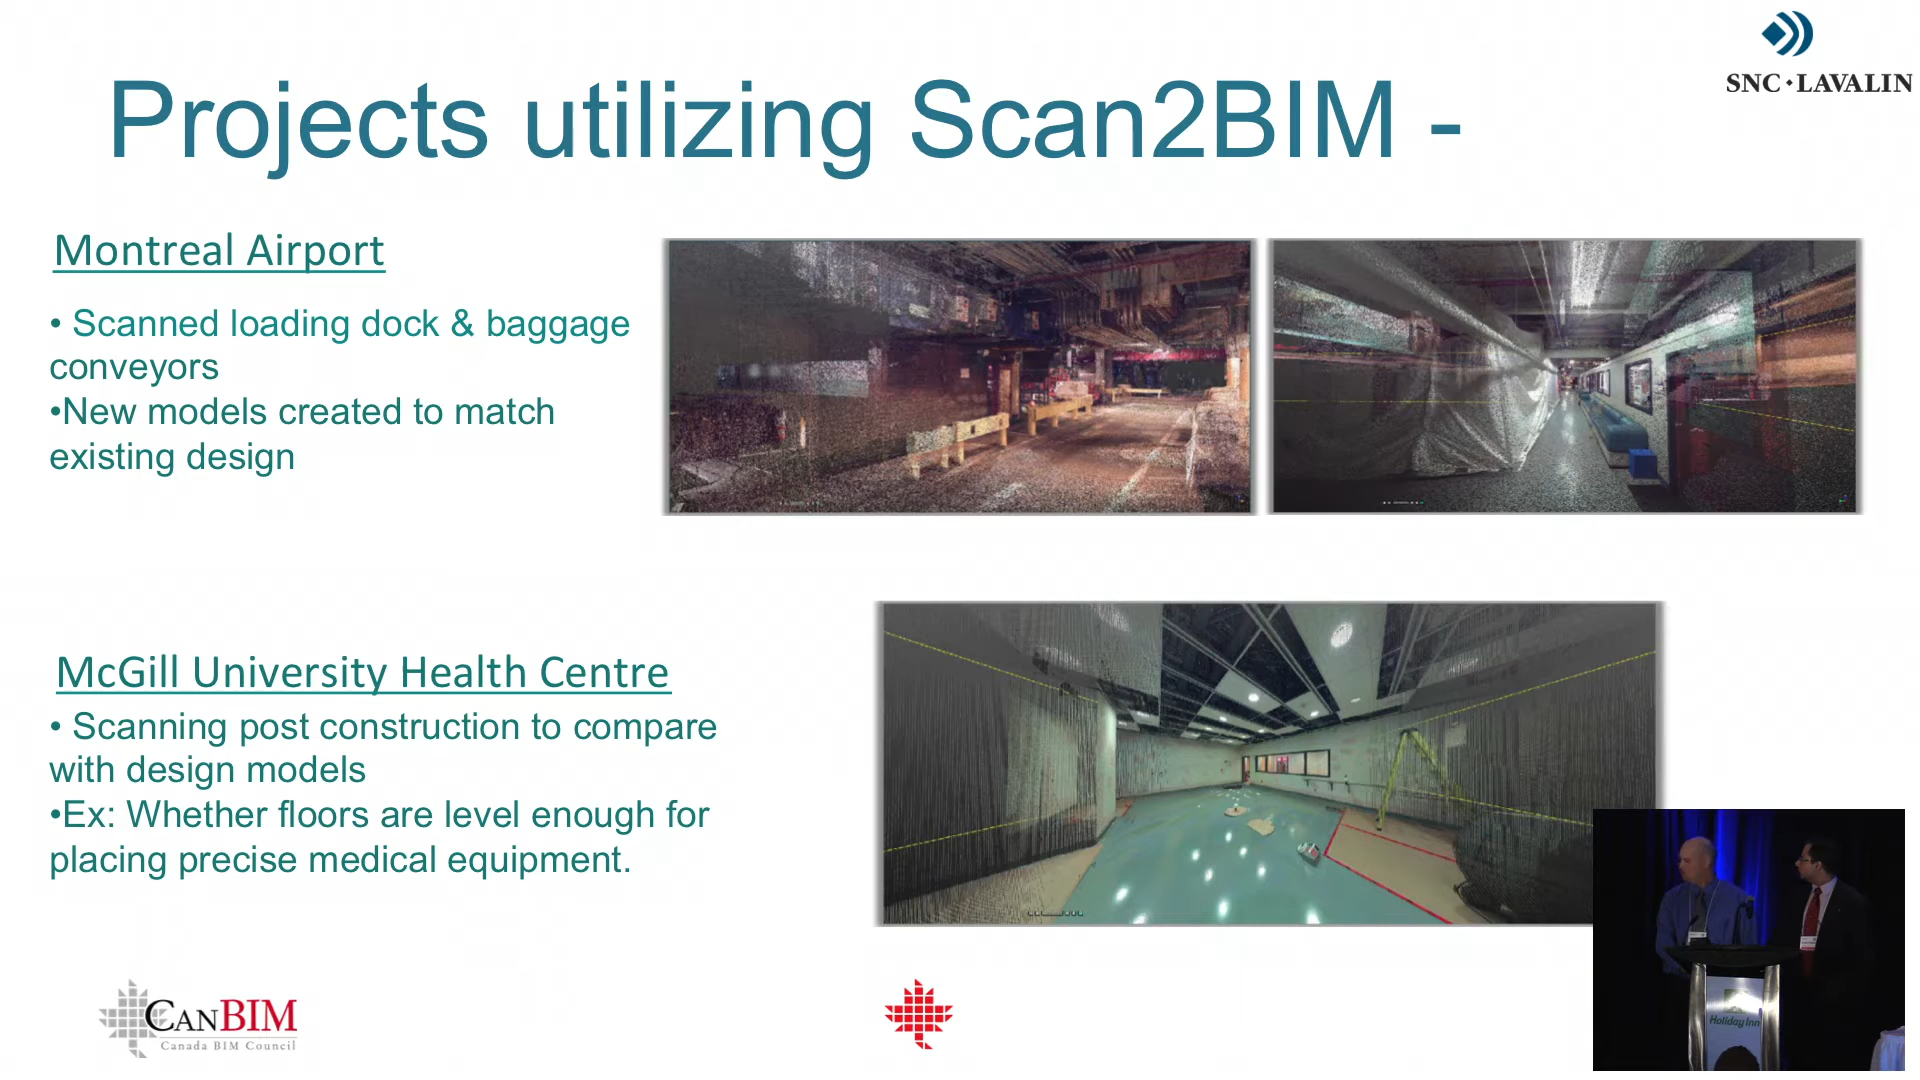 SNC·LAVALIN
Projects utilizing Scan2BIM -
Montreal Airport
• Scanned loading dock & baggage
conveyors
•New models created to match
existing design
McGill University Health Centre
• Scanning post construction to compare
with design models
•Ex: Whether floors are level enough for
placing precise medical equipment.
CANBIM
Canada BIM Council
Holiday Inn